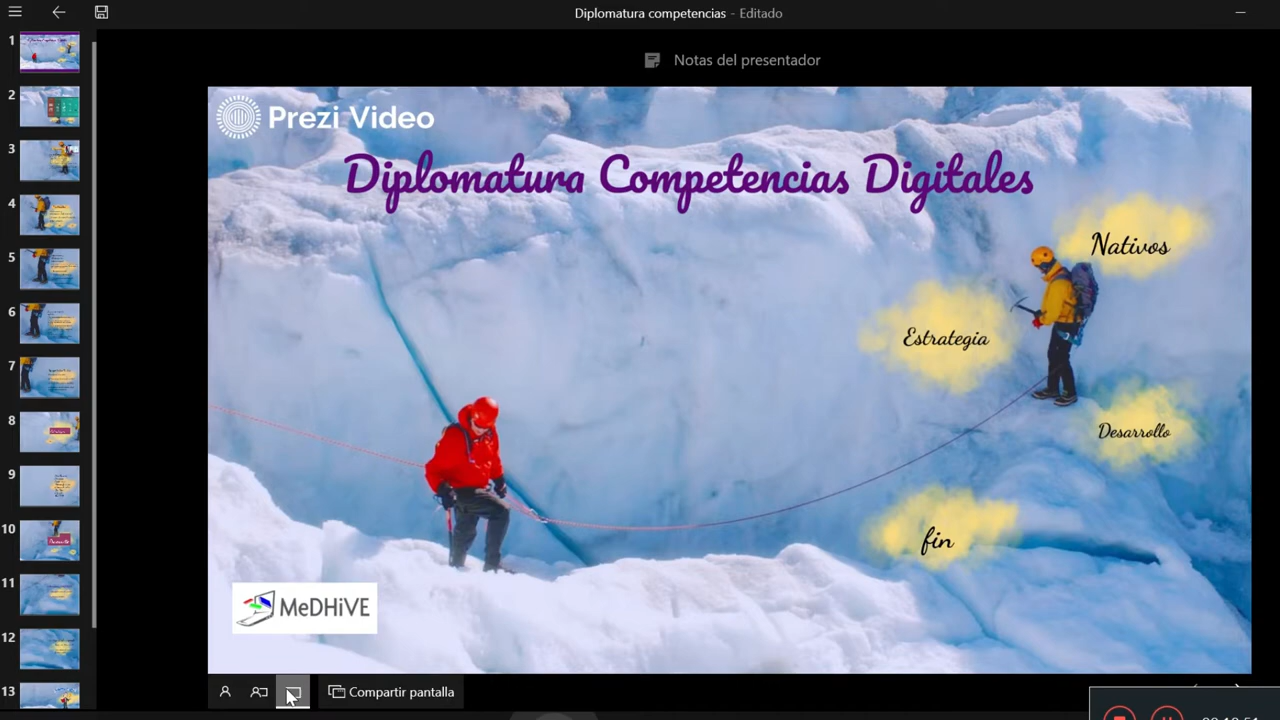 Diplomatura competencias - Editado
Notas del presentador
Prezi Video
Diplomatura Competencias Digitales
Nativos
Estrategia
Desarrollo
fin
MeDHiVE
Compartir pantalla
1
2
3
4
5
6
7
8
9
10
11
12
13